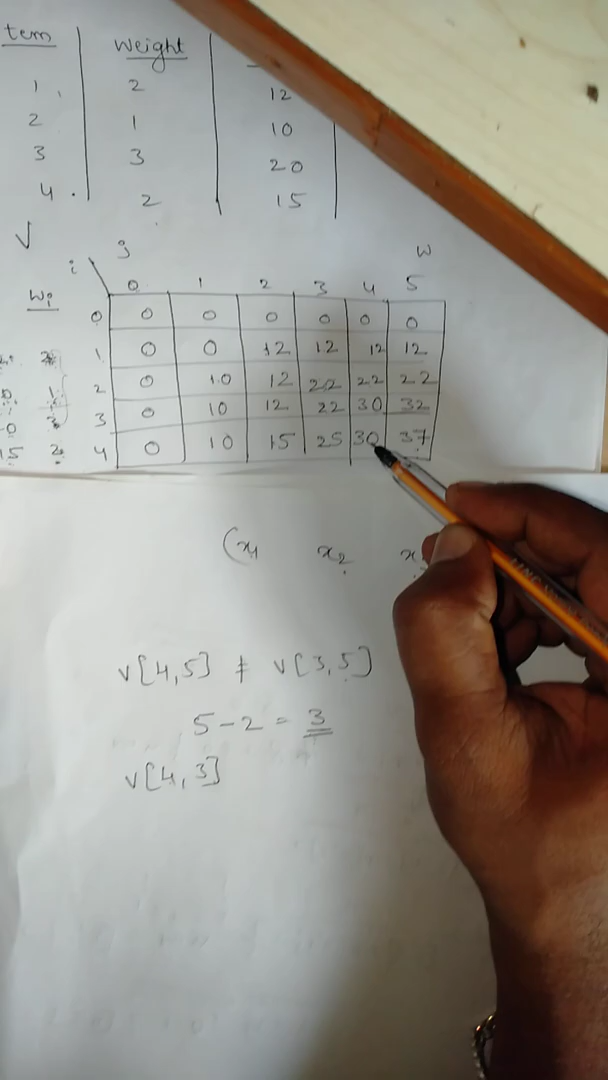 tem Weight
1 2 12
2 1 10
3 3 20
4 2 15
V j W
i 0 1 2 3 4 5
wi
0 0 0 0 0 0 0
1 0 0 12 12 12 12
2 0 10 12 22 22 22
3 0 10 12 22 30 32
15 2 4 0 10 15 25 30 37
(x1 x2 x
V[4,5] ≠ V[3,5]
5-2 = 3
V[4,3]